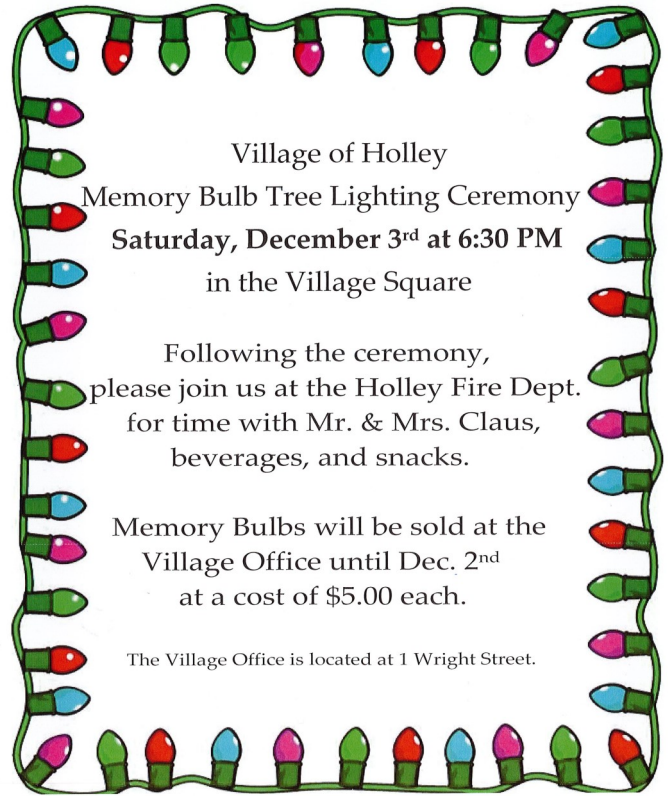 Village of Holley
Memory Bulb Tree Lighting Ceremony
Saturday, December 3rd at 6:30 PM
in the Village Square
Following the ceremony,
please join us at the Holley Fire Dept.
for time with Mr. & Mrs. Claus,
beverages, and snacks.
Memory Bulbs will be sold at the
Village Office until Dec. 2nd
at a cost of $5.00 each.
The Village Office is located at 1 Wright Street.